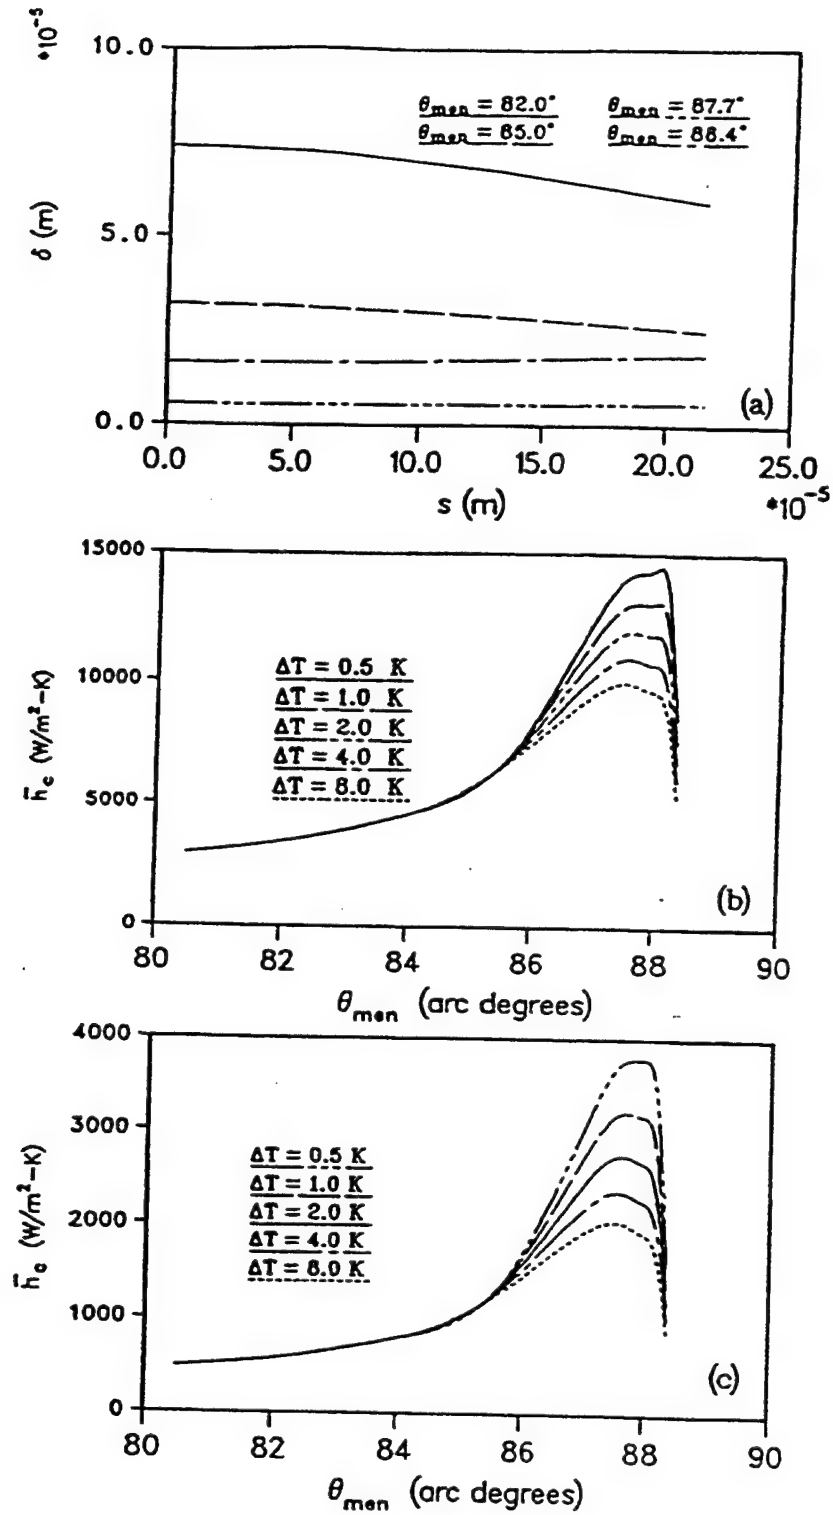 *10⁻⁵
10.0
θmen = 82.0° θmen = 87.7°
θmen = 85.0° θmen = 88.4°
δ (m)
5.0
0.0
(a)
0.0 5.0 10.0 15.0 20.0 25.0
s (m) *10⁻⁵
15000
10000
5000
0
h̄c (W/m²-K)
ΔT = 0.5 K
ΔT = 1.0 K
ΔT = 2.0 K
ΔT = 4.0 K
ΔT = 8.0 K
(b)
80 82 84 86 88 90
θmen (arc degrees)
4000
3000
2000
1000
0
h̄c (W/m²-K)
ΔT = 0.5 K
ΔT = 1.0 K
ΔT = 2.0 K
ΔT = 4.0 K
ΔT = 8.0 K
(c)
80 82 84 86 88 90
θmen (arc degrees)